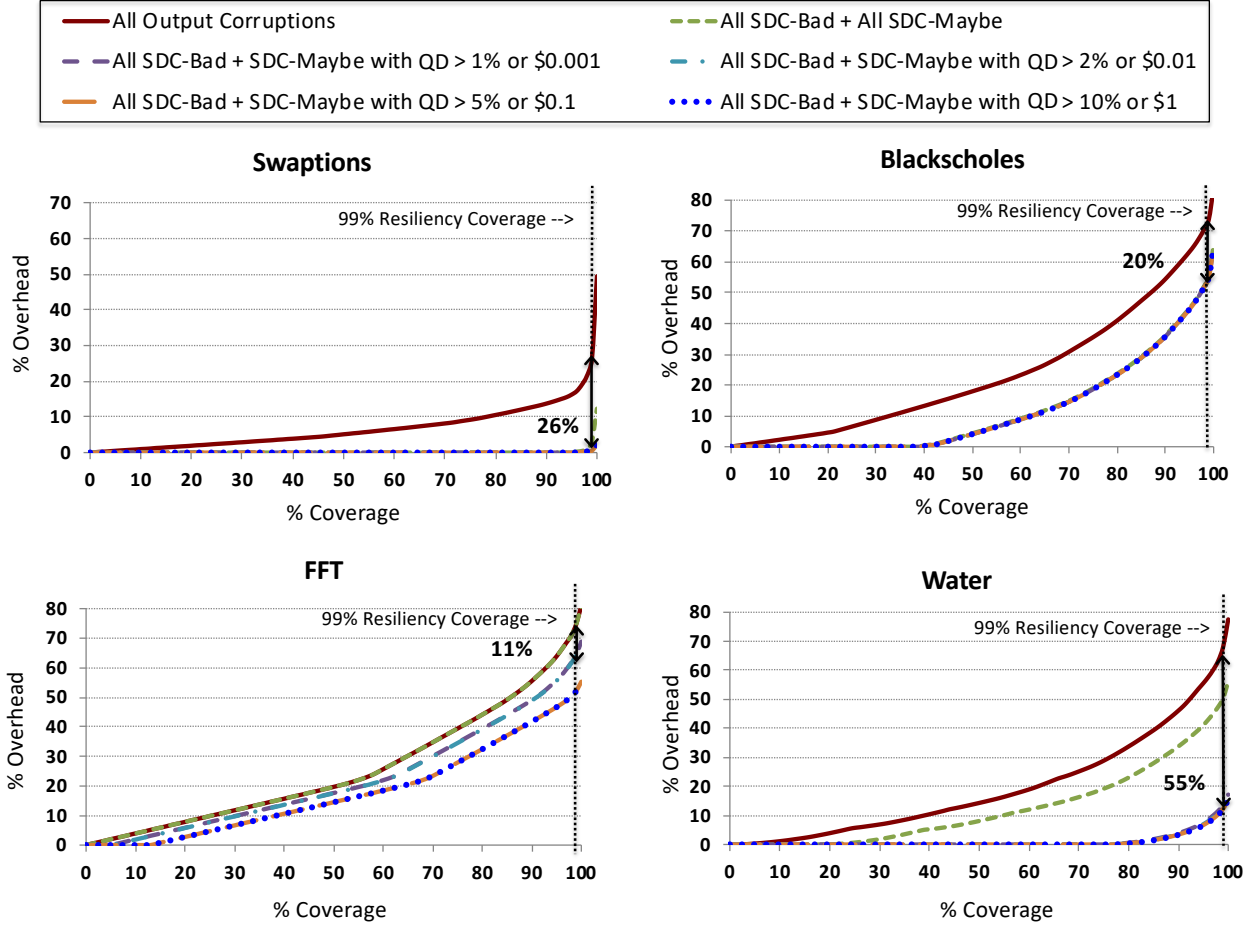 All Output Corruptions
All SDC-Bad + All SDC-Maybe
All SDC-Bad + SDC-Maybe with QD > 1% or $0.001
All SDC-Bad + SDC-Maybe with QD > 2% or $0.01
All SDC-Bad + SDC-Maybe with QD > 5% or $0.1
All SDC-Bad + SDC-Maybe with QD > 10% or $1
Swaptions
% Overhead
70
60
50
40
30
20
10
0
99% Resiliency Coverage -->
26%
0 10 20 30 40 50 60 70 80 90 100
% Coverage
Blackscholes
% Overhead
80
70
60
50
40
30
20
10
0
99% Resiliency Coverage -->
20%
0 10 20 30 40 50 60 70 80 90 100
% Coverage
FFT
% Overhead
80
70
60
50
40
30
20
10
0
99% Resiliency Coverage -->
11%
0 10 20 30 40 50 60 70 80 90 100
% Coverage
Water
% Overhead
80
70
60
50
40
30
20
10
0
99% Resiliency Coverage -->
55%
0 10 20 30 40 50 60 70 80 90 100
% Coverage